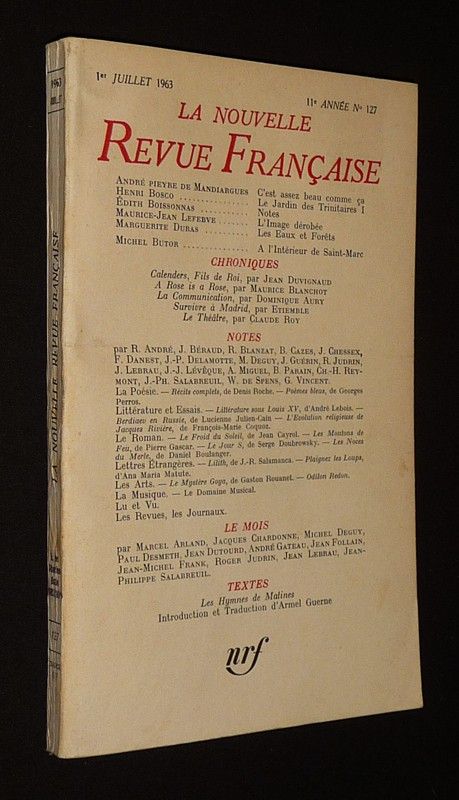 1er JUILLET 1963
11e ANNÉE No 127
LA NOUVELLE
REVUE FRANÇAISE
ANDRÉ PIEYRE DE MANDIARGUES C'est assez beau comme ça
HENRI BOSCO ................ Le Jardin des Trinitaires I
ÉDITH BOISSONNAS ........... Notes
MAURICE-JEAN LEFEBVE ....... L'Image dérobée
MARGUERITE DURAS ........... Les Eaux et Forêts
MICHEL BUTOR ............... A l'Intérieur de Saint-Marc
CHRONIQUES
Calenders, Fils de Roi, par JEAN DUVIGNAUD
A Rose is a Rose, par MAURICE BLANCHOT
La Communication, par DOMINIQUE AURY
Survivre à Madrid, par ETIEMBLE
Le Théâtre, par CLAUDE ROY
NOTES
par R. ANDRÉ, J. BÉRAUD, R. BLANZAT, B. CAZES, J. CHESSEX,
F. DANEST, J.-P. DELAMOTTE, M. DEGUY, J. GUÉRIN, R. JUDRIN,
J. LEBRAU, J.-J. LÉVÊQUE, A. MIGUEL, B. PARAIN, CH.-H. REY-
MONT, J.-PH. SALABREUIL, W. DE SPENS, G. VINCENT.
La Poésie. — Récits complets, de Denis Roche. — Poèmes bleus, de Georges
Perros.
Littérature et Essais. — Littérature sous Louis XV, d'André Lebois. —
Berdiaev en Russie, de Lucienne Julien-Caïn — L'Evolution religieuse de
Jacques Rivière, de François-Marie Coquoz.
Le Roman. — Le Froid du Soleil, de Jean Cayrol. — Les Moutons de
Feu, de Pierre Gascar. — Le Jour S, de Serge Doubrowsky. — Les Noces
du Merle, de Daniel Boulanger.
Lettres Étrangères. — Lilith, de J.-R. Salamanca. — Plaignez les Loups,
d'Ana Maria Matute.
Les Arts. — Le Mystère Goya, de Gaston Rouanet. — Odilon Redon.
La Musique. — Le Domaine Musical.
Lu et Vu.
Les Revues, les Journaux.
LE MOIS
par MARCEL ARLAND, JACQUES CHARDONNE, MICHEL DEGUY,
PAUL DESMETH, JEAN DUTOURD, ANDRÉ GATEAU, JEAN FOLLAIN,
JEAN-MICHEL FRANK, ROGER JUDRIN, JEAN LEBRAU, JEAN-
PHILIPPE SALABREUIL.
TEXTES
Les Hymnes de Matines
Introduction et Traduction d'Armel Guerne
nrf
1963
LA NOUVELLE REVUE FRANÇAISE
127